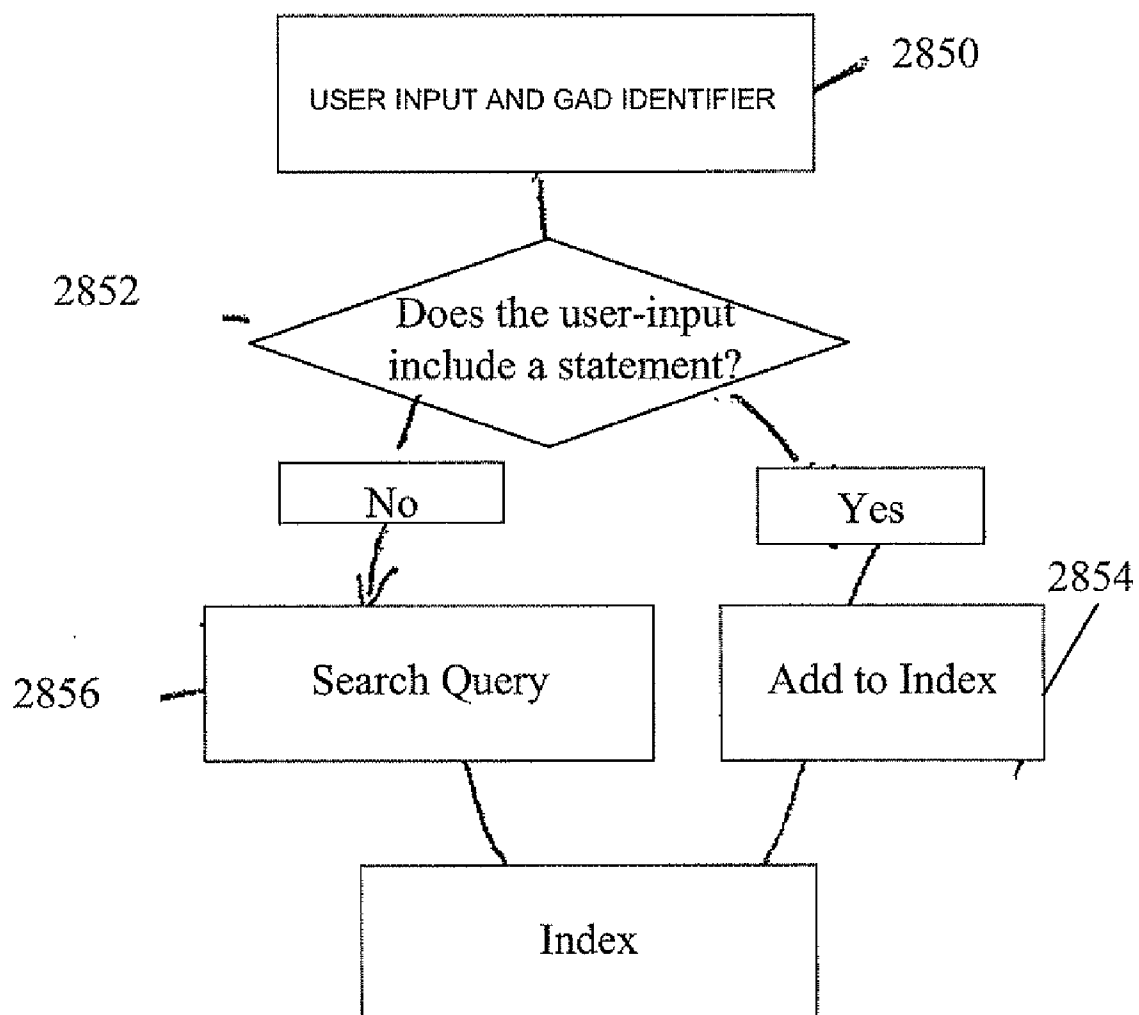 2850
USER INPUT AND GAD IDENTIFIER
2852
Does the user-input
include a statement?
No
Yes
2854
2856
Search Query
Add to Index
Index